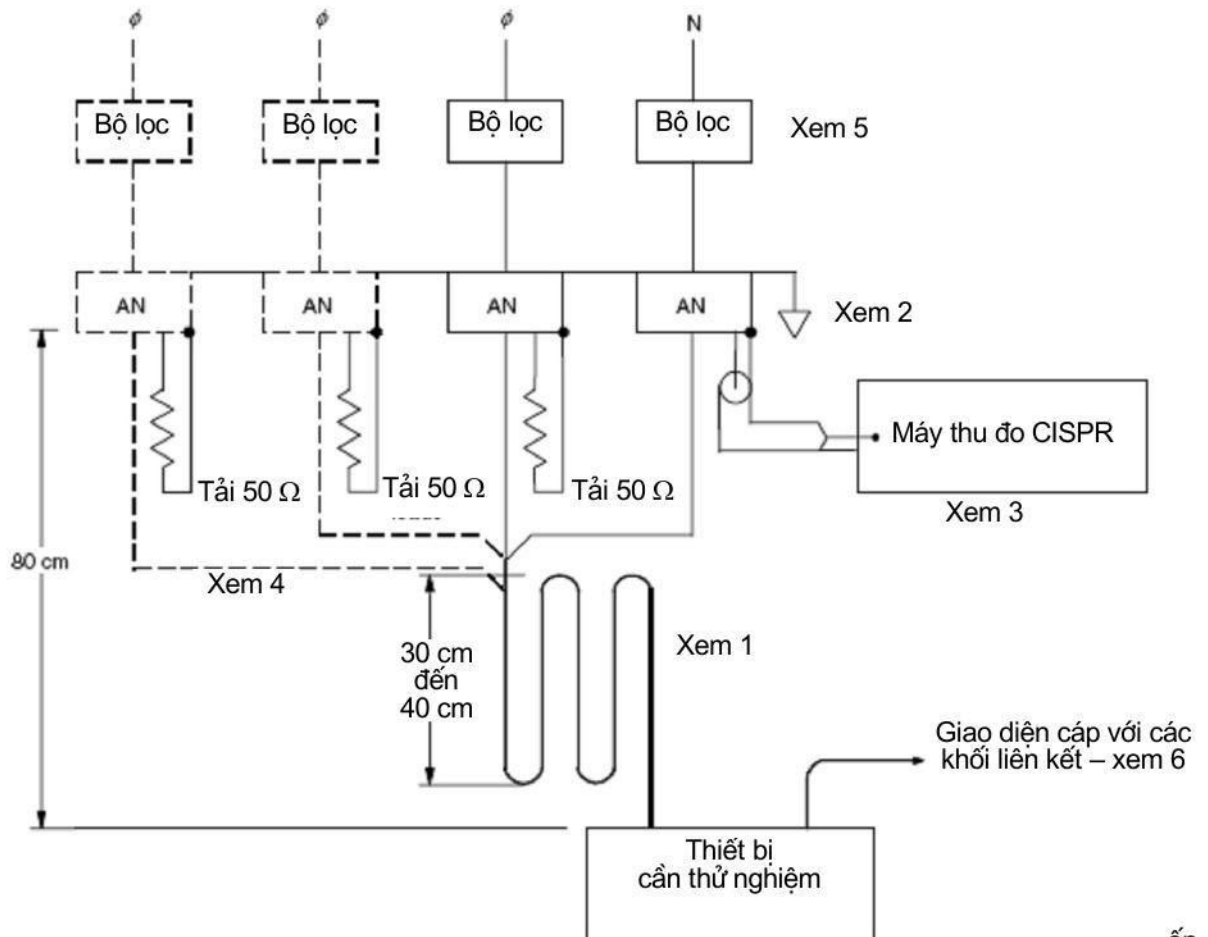 ø ø ø N
Bộ lọc Bộ lọc Bộ lọc Bộ lọc Xem 5
AN AN AN AN Xem 2
Máy thu đo CISPR
Tải 50 Ω Tải 50 Ω Tải 50 Ω
Xem 3
80 cm
Xem 4
30 cm
đến
40 cm
Xem 1
Giao diện cáp với các
khối liên kết – xem 6
Thiết bị
cần thử nghiệm